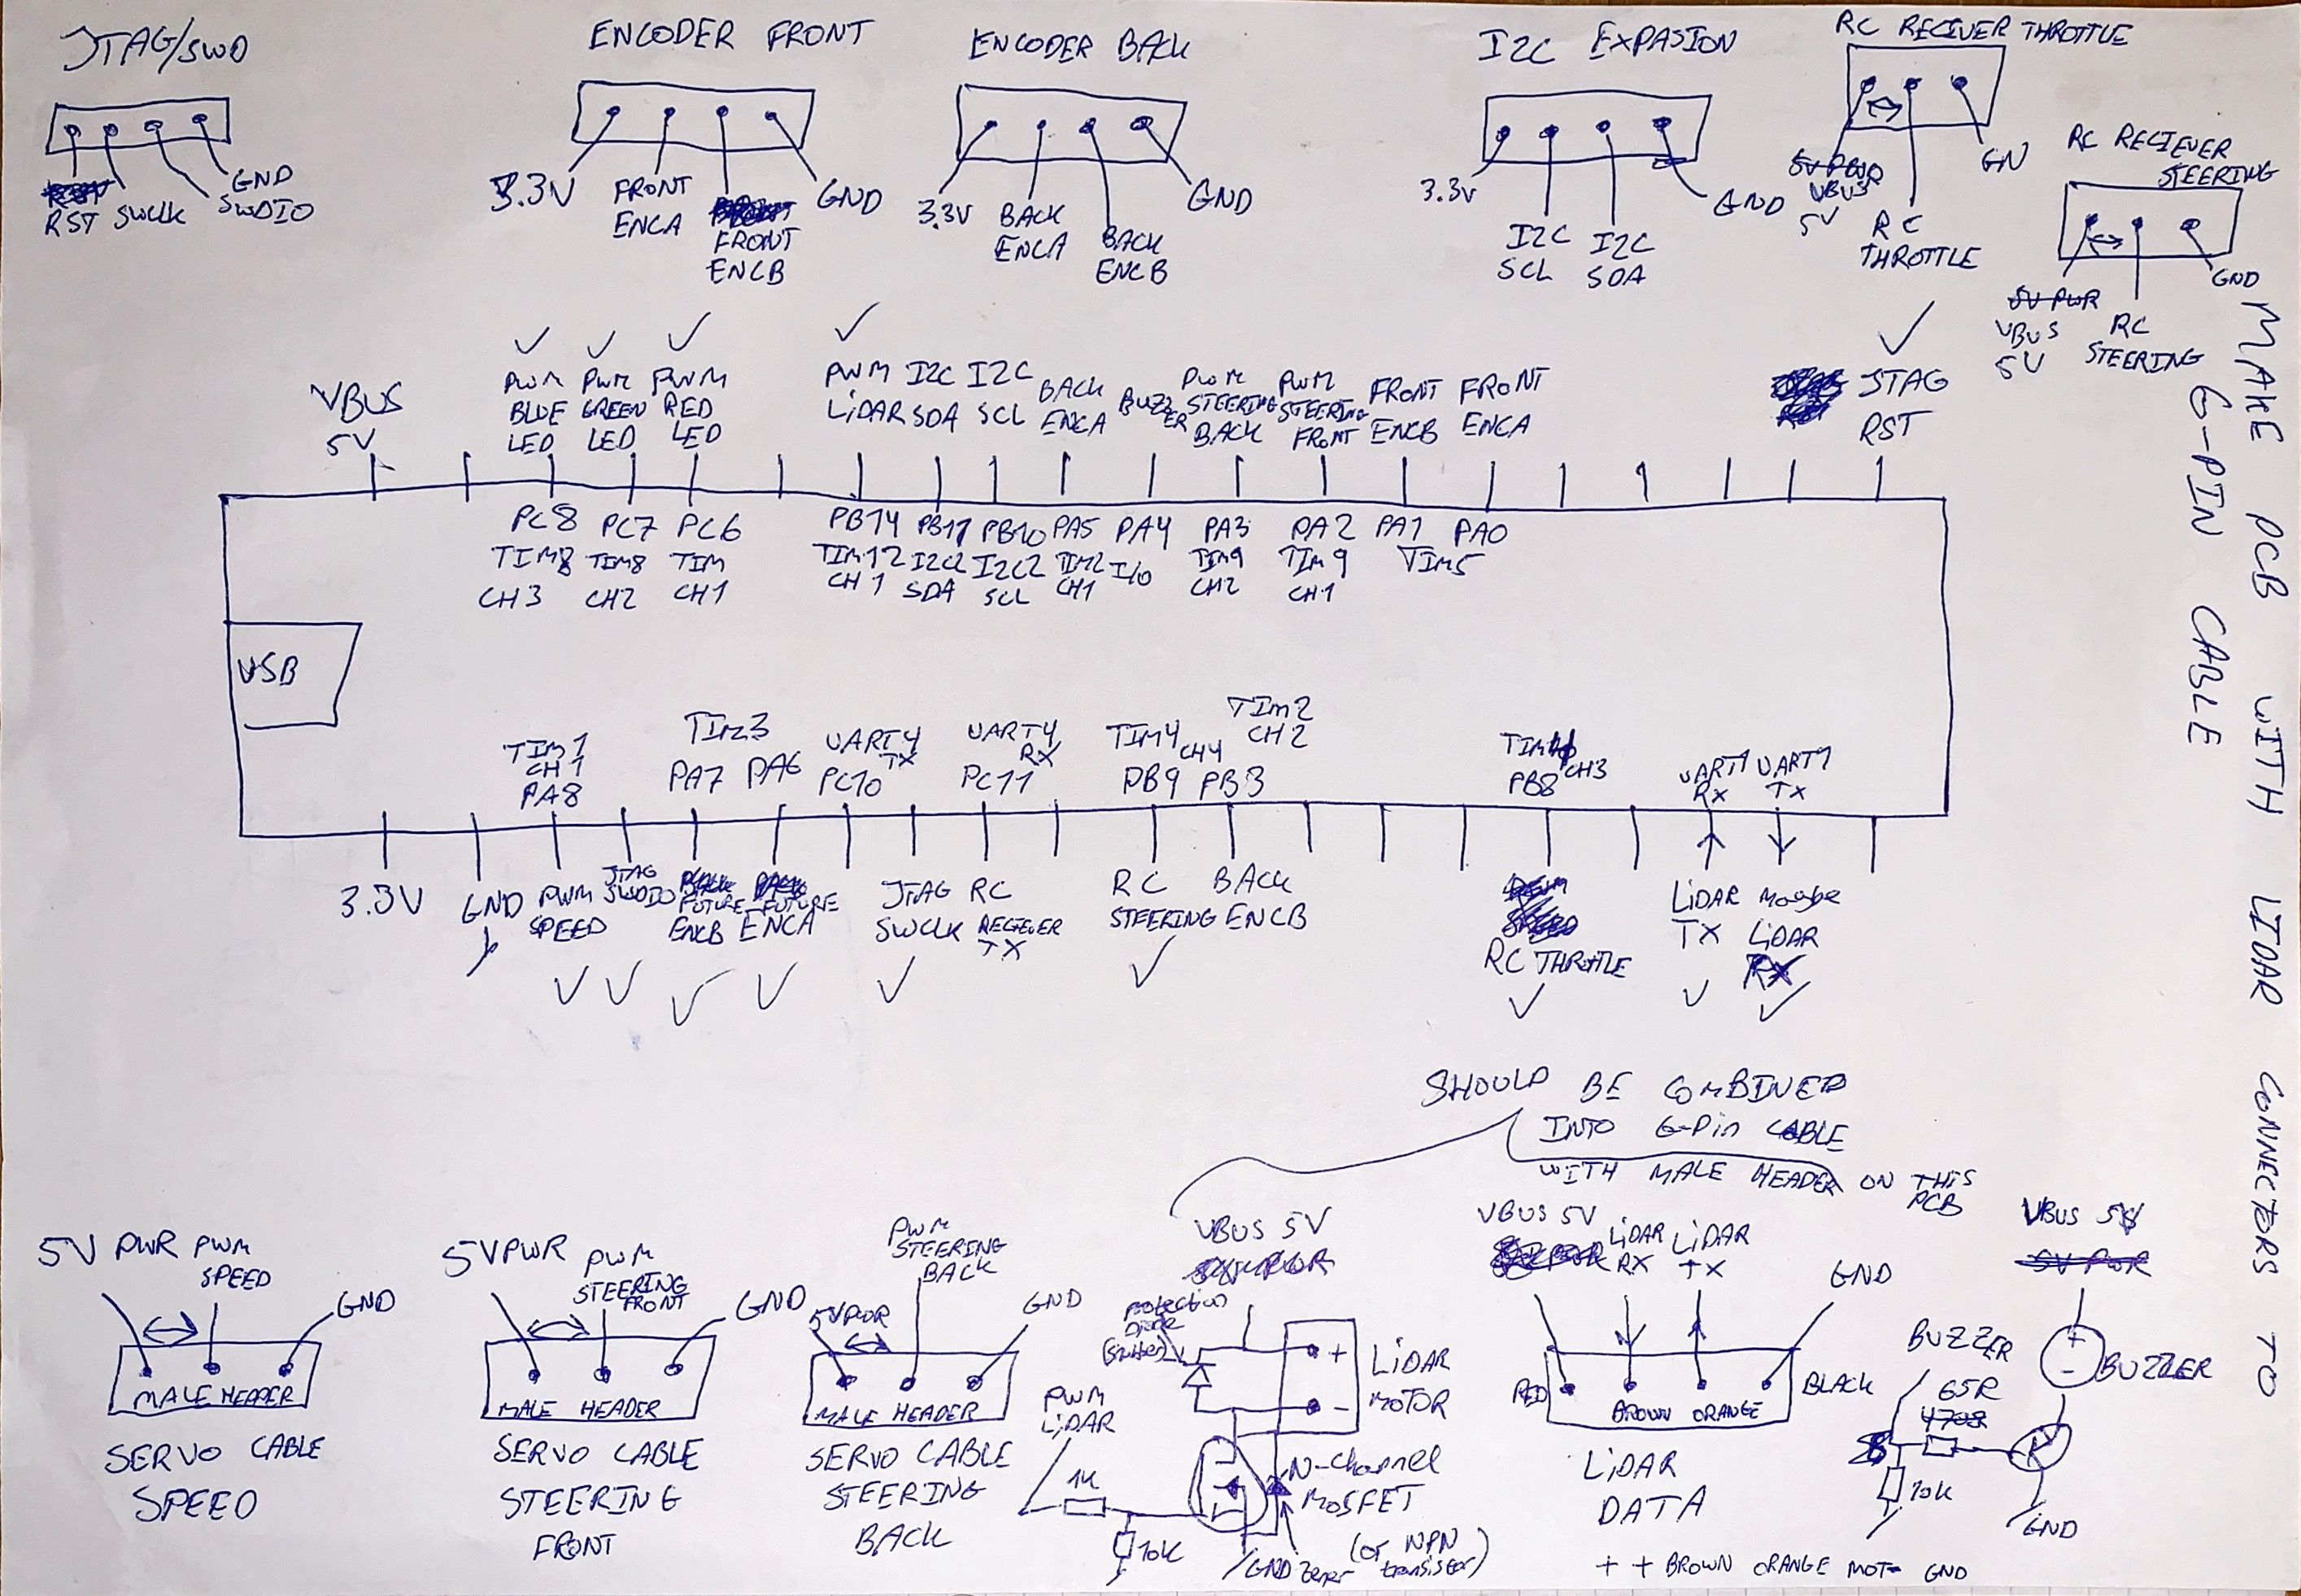 JTAG/SWD
RST SWCLK SWDIO GND
ENCODER FRONT
3.3V FRONT ENCA FRONT ENCB GND
ENCODER BACK
3.3V BACK ENCA BACK ENCB GND
I2C EXPASION
3.3V I2C SCL I2C SDA GND
RC RECIVER THROTTLE
5V PWR
VBUS
5V
RC
THROTTLE
GN
RC RECIEVER
STEERING
5V PWR
VBUS
5V
RC
STEERING
GND
MAKE PCB WITH LIDAR CONNECTORS TO
6-PIN CABLE
VBUS
5V
PWM
BLUE
LED
PWM
GREEN
LED
PWM
RED
LED
PWM
LiDAR
I2C
SDA
I2C
SCL
BACK
ENCA
BUZZ
ER
PWM
STEERING
BACK
PWM
STEERING
FRONT
FRONT
ENCB
FRONT
ENCA
JTAG
RST
PC8
TIM8
CH3
PC7
TIM8
CH2
PC6
TIM
CH1
PB14
TIM12
CH1
PB11
I2C2
SDA
PB10
I2C2
SCL
PA5
TIM2
CH1
PA4
I/O
PA3
TIM9
CH2
PA2
TIM9
CH1
PA1 PA0
TIM5
USB
TIM1
CH1
PA8
TIM3
PA7 PA6
UART4
TX
PC10
UART4
RX
PC11
TIM4
CH4
PB9
TIM2
CH2
PB3
CH3
PB8
UART1
RX
UART1
TX
3.3V
GND
PWM
SPEED
JTAG
SWDIO
FUTURE
ENCB
FUTURE
ENCA
JTAG
SWCLK
RC
RECIEVER
TX
RC
STEERING
BACK
ENCB
RC THROTTLE
LiDAR
TX
Maybe
LiDAR
RX
SHOULD BE COMBINED
INTO 6-Pin CABLE
WITH MALE HEADER ON THIS
PCB
5V PWR PWM
SPEED
GND
MALE HEADER
SERVO CABLE
SPEED
5V PWR PWM
STEERING
FRONT
GND
MALE HEADER
SERVO CABLE
STEERING
FRONT
PWM
STEERING
BACK
5V PWR
GND
MALE HEADER
SERVO CABLE
STEERING
BACK
VBUS 5V
protection
Diode
+
-
LiDAR
MOTOR
PWM
LiDAR
1K
10K
GND
N-channel
MOSFET
(or NPN
transistor)
VBUS 5V
LiDAR
RX
LiDAR
TX
GND
RED
BROWN ORANGE
BLACK
LiDAR
DATA
+ + BROWN ORANGE MOT- GND
VBUS 5V
5V PWR
+
-
BUZZER
BUZZER
65R
470R
10K
GND